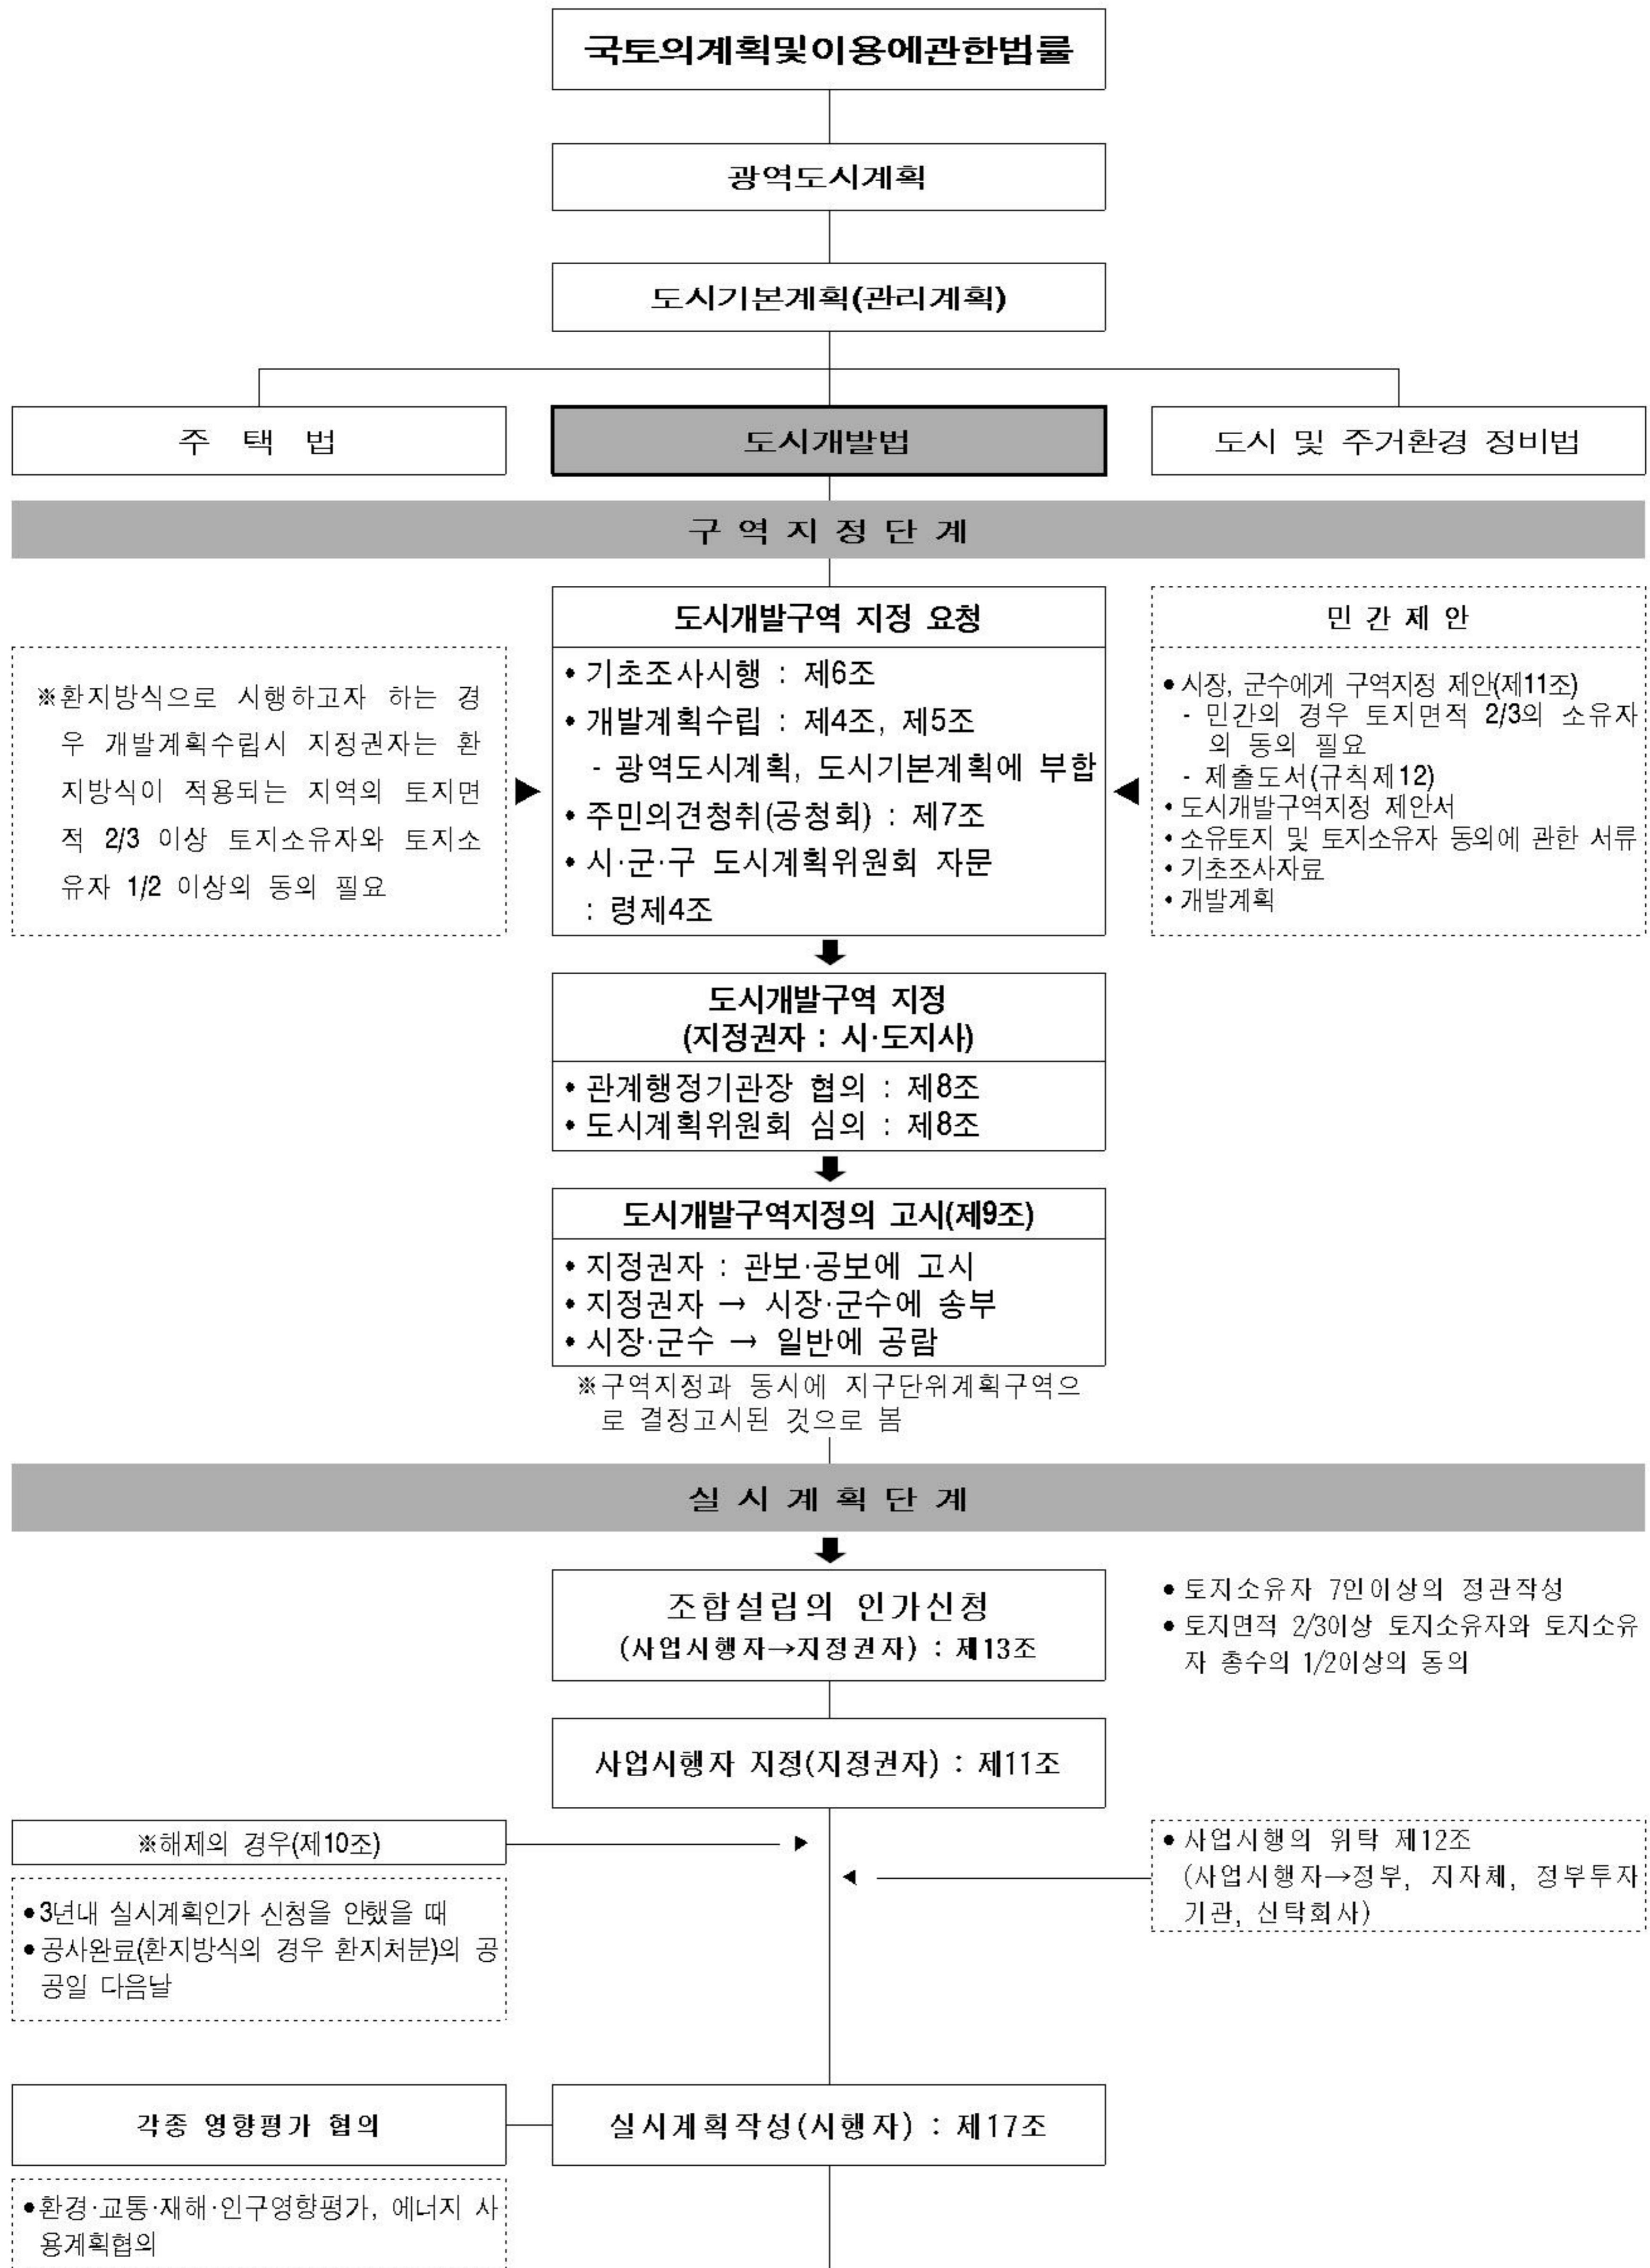 국토의계획및이용에관한법률
광역도시계획
도시기본계획(관리계획)
주 택 법
도시개발법
도시 및 주거환경 정비법
구 역 지 정 단 계
※환지방식으로 시행하고자 하는 경
우 개발계획수립시 지정권자는 환
지방식이 적용되는 지역의 토지면
적 2/3 이상 토지소유자와 토지소
유자 1/2 이상의 동의 필요
도시개발구역 지정 요청
• 기초조사시행 : 제6조
• 개발계획수립 : 제4조, 제5조
- 광역도시계획, 도시기본계획에 부합
• 주민의견청취(공청회) : 제7조
• 시·군·구 도시계획위원회 자문
: 령제4조
민 간 제 안
• 시장, 군수에게 구역지정 제안(제11조)
- 민간의 경우 토지면적 2/3의 소유자
의 동의 필요
- 제출도서(규칙제12)
• 도시개발구역지정 제안서
• 소유토지 및 토지소유자 동의에 관한 서류
• 기초조사자료
• 개발계획
도시개발구역 지정
(지정권자 : 시·도지사)
• 관계행정기관장 협의 : 제8조
• 도시계획위원회 심의 : 제8조
도시개발구역지정의 고시(제9조)
• 지정권자 : 관보·공보에 고시
• 지정권자 → 시장·군수에 송부
• 시장·군수 → 일반에 공람
※구역지정과 동시에 지구단위계획구역으
로 결정고시된 것으로 봄
실 시 계 획 단 계
조합설립의 인가신청
(사업시행자→지정권자) : 제13조
• 토지소유자 7인이상의 정관작성
• 토지면적 2/3이상 토지소유자와 토지소유
자 총수의 1/2이상의 동의
사업시행자 지정(지정권자) : 제11조
※해제의 경우(제10조)
• 3년내 실시계획인가 신청을 안했을 때
• 공사완료(환지방식의 경우 환지처분)의 공
공일 다음날
• 사업시행의 위탁 제12조
(사업시행자→정부, 지자체, 정부투자
기관, 신탁회사)
각종 영향평가 협의
실시계획작성(시행자) : 제17조
• 환경·교통·재해·인구영향평가, 에너지 사
용계획협의